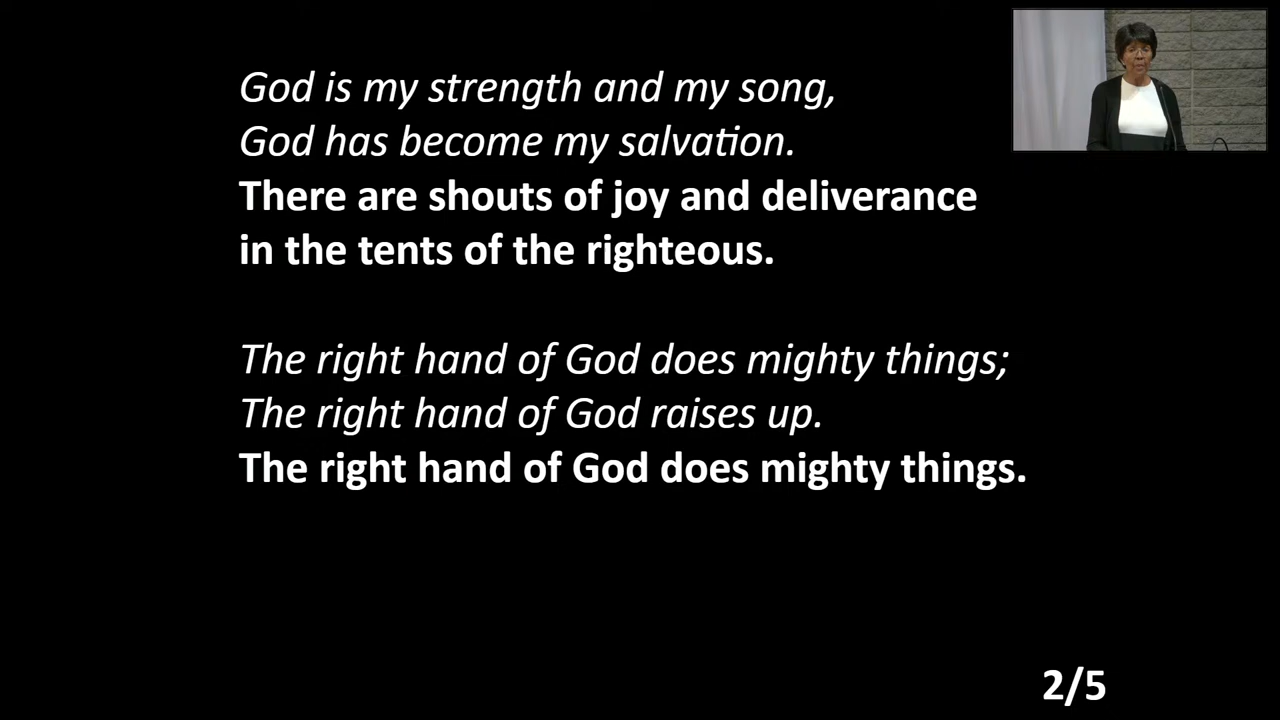 God is my strength and my song,
God has become my salvation.
There are shouts of joy and deliverance
in the tents of the righteous.
The right hand of God does mighty things;
The right hand of God raises up.
The right hand of God does mighty things.
2/5